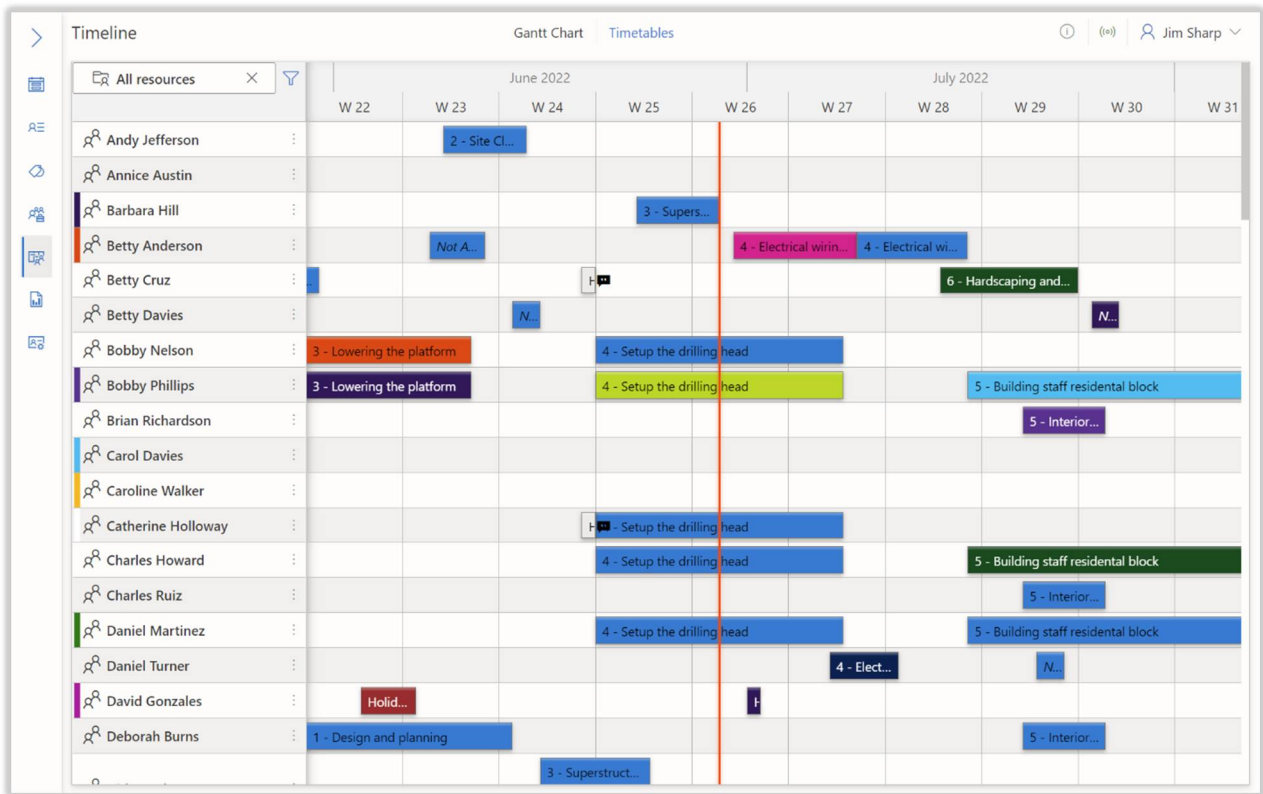 Timeline
Gantt Chart Timetables
Jim Sharp
All resources
June 2022 July 2022
W 22 W 23 W 24 W 25 W 26 W 27 W 28 W 29 W 30 W 31
Andy Jefferson 2 - Site Cl...
Annice Austin
Barbara Hill 3 - Supers...
Betty Anderson Not A... 4 - Electrical wirin... 4 - Electrical wi...
Betty Cruz H 6 - Hardscaping and...
Betty Davies N... N...
Bobby Nelson 3 - Lowering the platform 4 - Setup the drilling head
Bobby Phillips 3 - Lowering the platform 4 - Setup the drilling head 5 - Building staff residental block
Brian Richardson 5 - Interior...
Carol Davies
Caroline Walker
Catherine Holloway H - Setup the drilling head
Charles Howard 4 - Setup the drilling head 5 - Building staff residental block
Charles Ruiz 5 - Interior...
Daniel Martinez 4 - Setup the drilling head 5 - Building staff residental block
Daniel Turner 4 - Elect... N...
David Gonzales Holid... H
Deborah Burns 1 - Design and planning 5 - Interior...
3 - Superstruct...